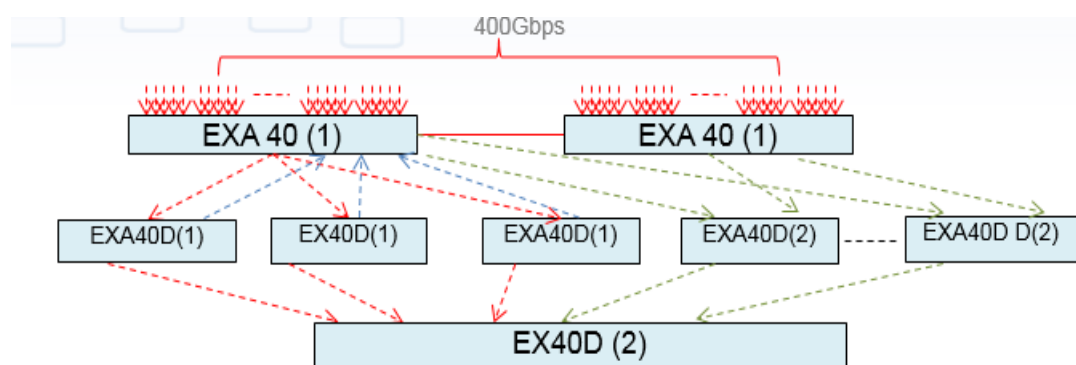 400Gbps
EXA 40 (1)
EXA 40 (1)
EXA40D(1)
EX40D(1)
EXA40D(1)
EXA40D(2)
EXA40D D(2)
EX40D (2)